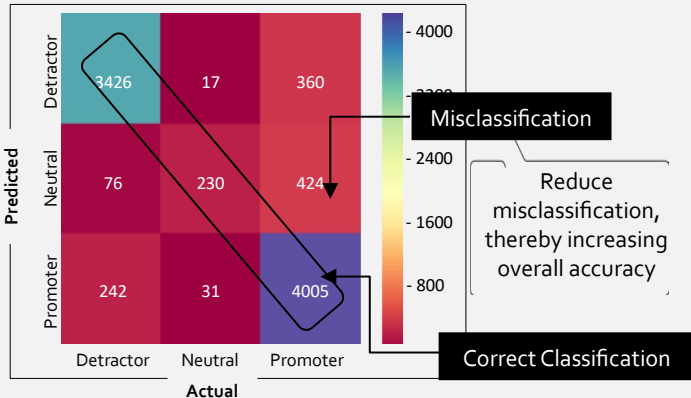 Predicted
Detractor
Neutral
Promoter
3426 17 360
76 230 424
242 31 4005
Detractor Neutral Promoter
Actual
- 4000
- 2400
- 1600
- 800
Misclassification
Reduce
misclassification,
thereby increasing
overall accuracy
Correct Classification